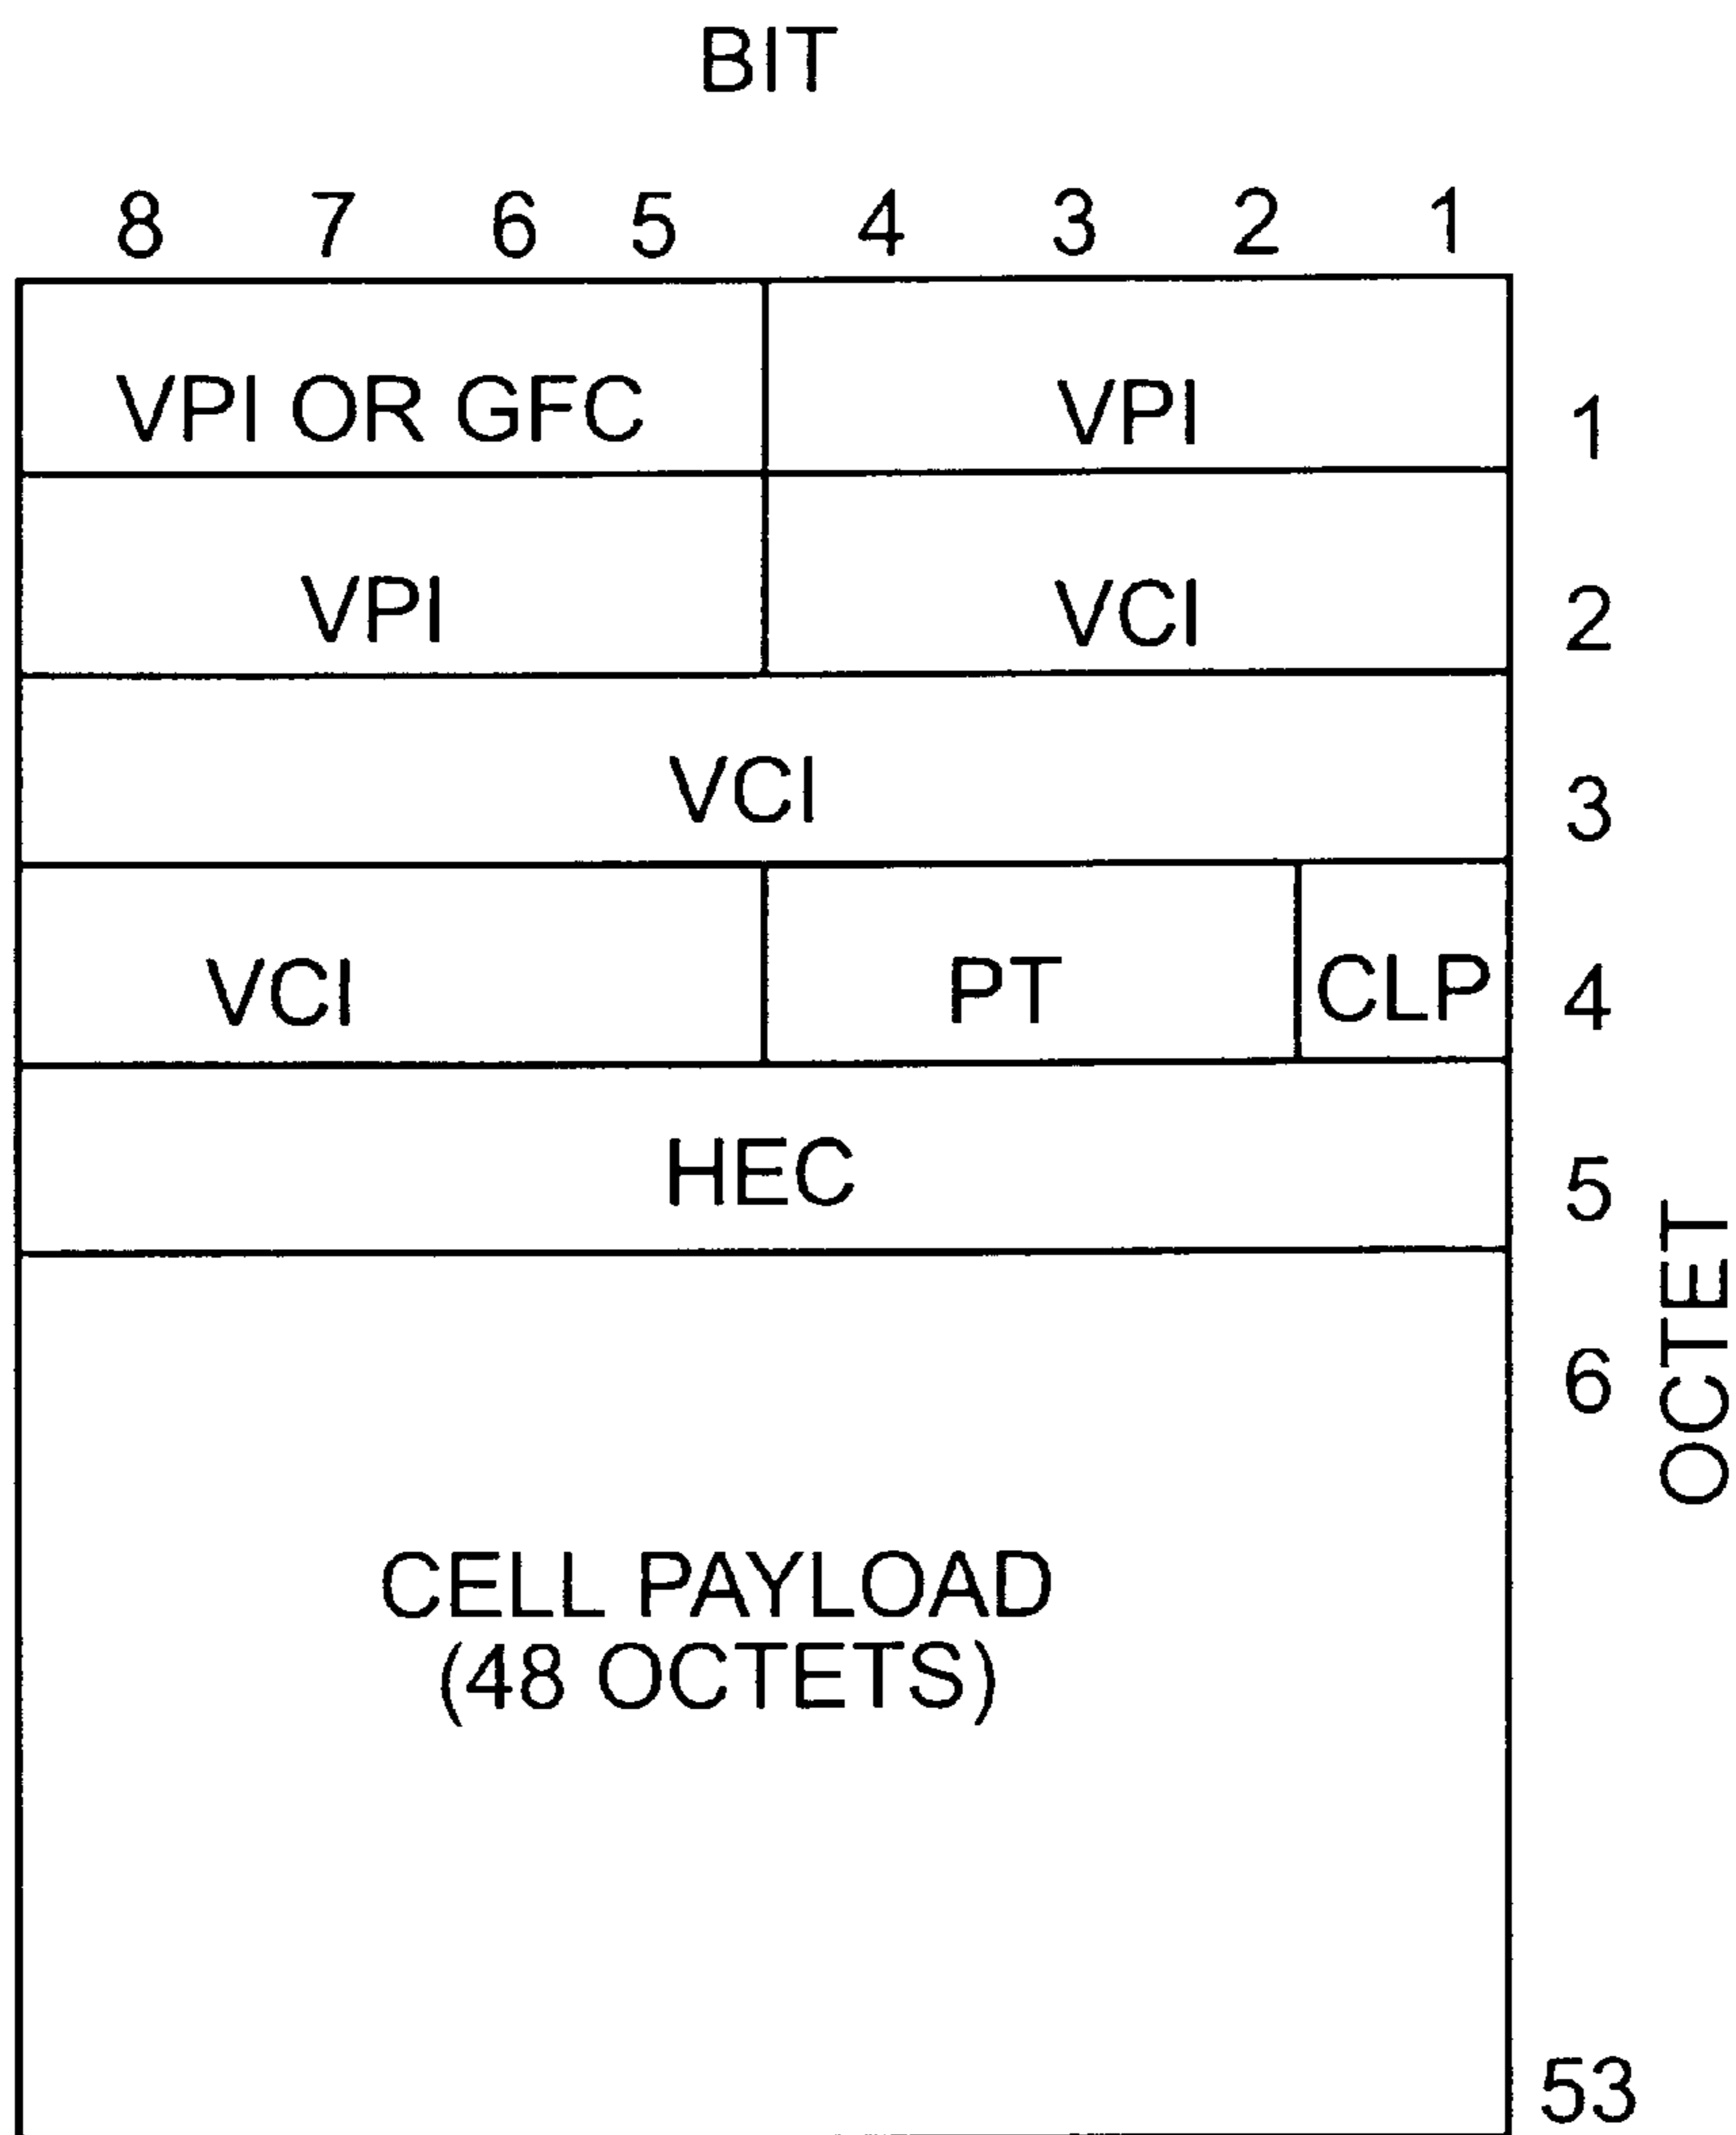 BIT
8 7 6 5 4 3 2 1
VPI OR GFC VPI 1
VPI VCI 2
VCI 3
VCI PT CLP 4
HEC 5
6
OCTET
CELL PAYLOAD
(48 OCTETS)
53